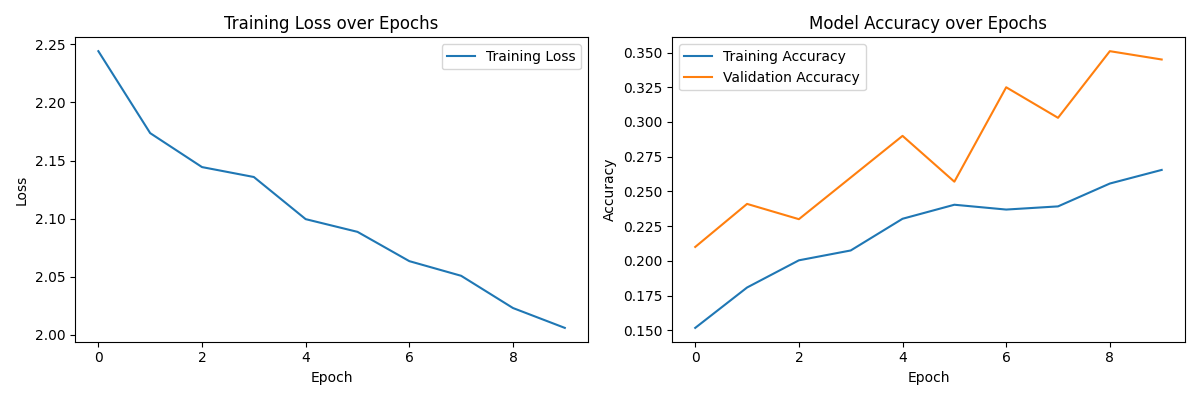 Training Loss over Epochs
Training Loss
2.25
2.20
2.15
2.10
2.05
2.00
0 2 4 6 8
Loss
Epoch
Model Accuracy over Epochs
Training Accuracy
Validation Accuracy
0.350
0.325
0.300
0.275
0.250
0.225
0.200
0.175
0.150
0 2 4 6 8
Accuracy
Epoch